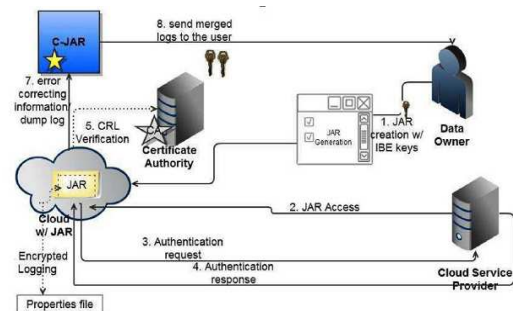 8. send merged
logs to the user
C-JAR
7. error
correcting
information/
dump log
5. CRL
Verification
CA
Certificate
Authority
JAR
Generation
1. JAR
creation w/
IBE keys
Data
Owner
JAR
Cloud
w/ JAR
2. JAR Access
3. Authentication
request
4. Authentication
response
Cloud Service
Provider
Encrypted
Logging
Properties file